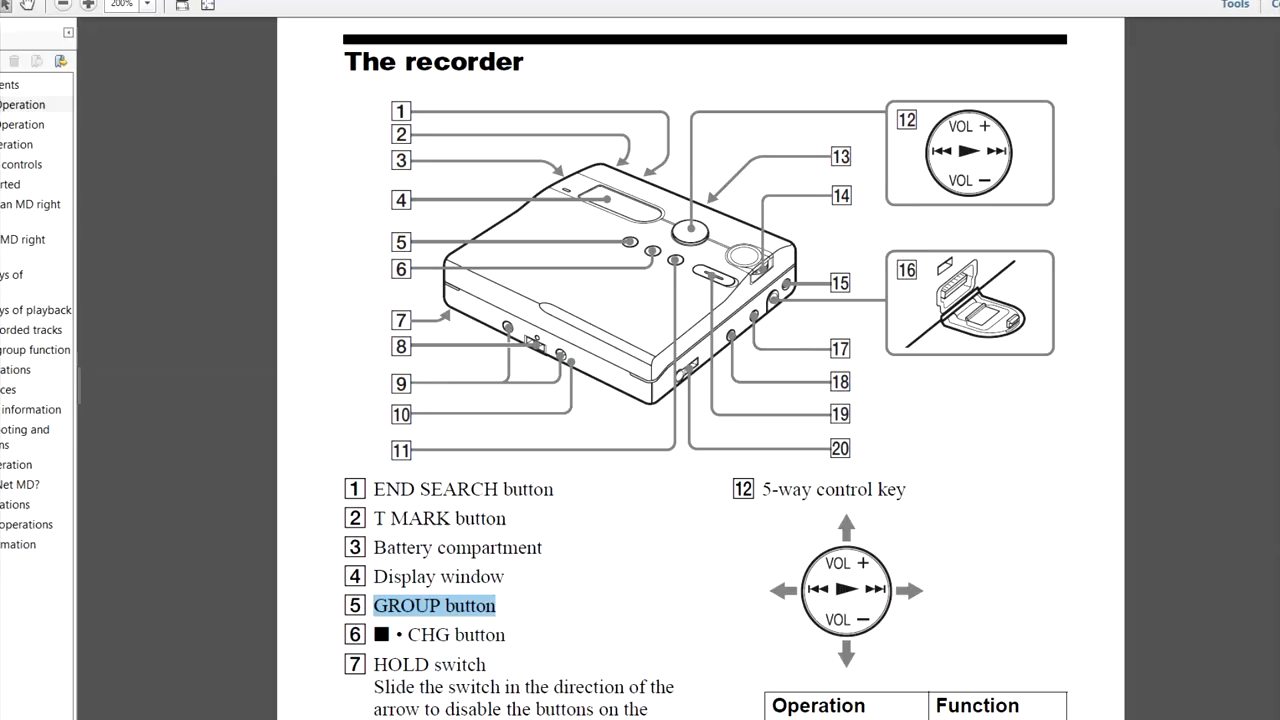 200%
Tools
ents
Operation
Operation
eration
controls
rted
an MD right
MD right
ys of
ys of playback
orded tracks
group function
ations
ces
information
ooting and
ns
eration
Net MD?
ations
operations
mation
The recorder
1
2
3
4
5
6
7
8
9
10
11
12
VOL +
VOL −
13
14
15
16
17
18
19
20
1 END SEARCH button
2 T MARK button
3 Battery compartment
4 Display window
5 GROUP button
6 ■ • CHG button
7 HOLD switch
Slide the switch in the direction of the
arrow to disable the buttons on the
12 5-way control key
VOL +
VOL −
Operation Function